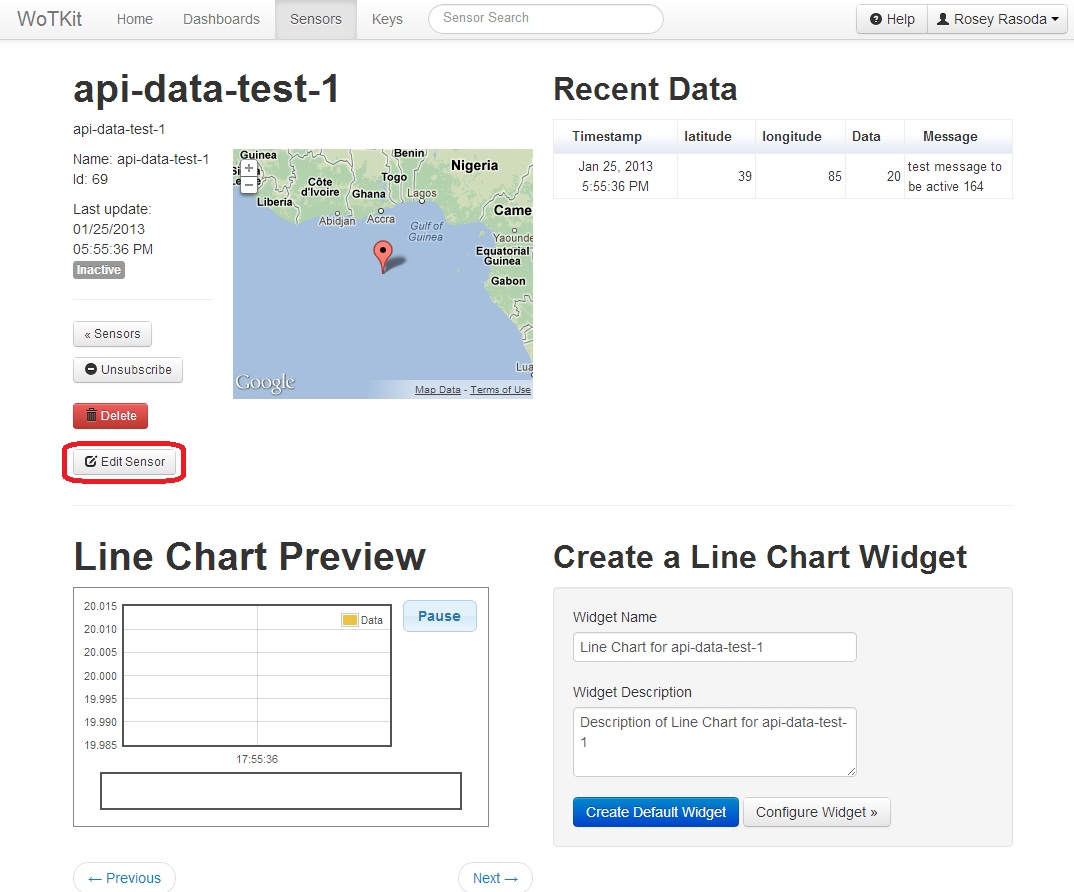 WoTKit Home Dashboards Sensors Keys Sensor Search Help Rosey Rasoda
api-data-test-1
api-data-test-1
Name: api-data-test-1
Id: 69
Last update:
01/25/2013
05:55:36 PM
Inactive
« Sensors
Unsubscribe
Delete
Edit Sensor
Guinea
Benin
Nigeria
Côte
d'Ivoire
Togo
Ghana
Lagos
Liberia
Abidjan
Accra
Came
Gulf of
Guinea
Yaounde
Equatorial
Guinea
Gabon
Lua
Google
Map Data - Terms of Use
Recent Data
Timestamp latitude longitude Data Message
Jan 25, 2013
5:55:36 PM
39 85 20
test message to
be active 164
Line Chart Preview
20.015
20.010
20.005
20.000
19.995
19.990
19.985
Data
Pause
17:55:36
Create a Line Chart Widget
Widget Name
Line Chart for api-data-test-1
Widget Description
Description of Line Chart for api-data-test-
1
Create Default Widget Configure Widget »
← Previous Next →